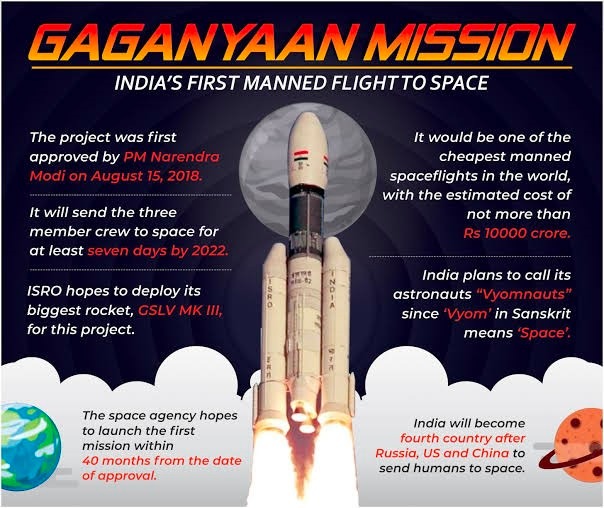 GAGANYAAN MISSION
INDIA'S FIRST MANNED FLIGHT TO SPACE
The project was first
approved by PM Narendra
Modi on August 15, 2018.
It will send the three
member crew to space for
at least seven days by 2022.
ISRO hopes to deploy its
biggest rocket, GSLV MK III,
for this project.
The space agency hopes
to launch the first
mission within
40 months from the date
of approval.
It would be one of the
cheapest manned
spaceflights in the world,
with the estimated cost of
not more than
Rs 10000 crore.
India plans to call its
astronauts “Vyomnauts”
since ‘Vyom’ in Sanskrit
means ‘Space’.
India will become
fourth country after
Russia, US and China to
send humans to space.
ISRO
INDIA